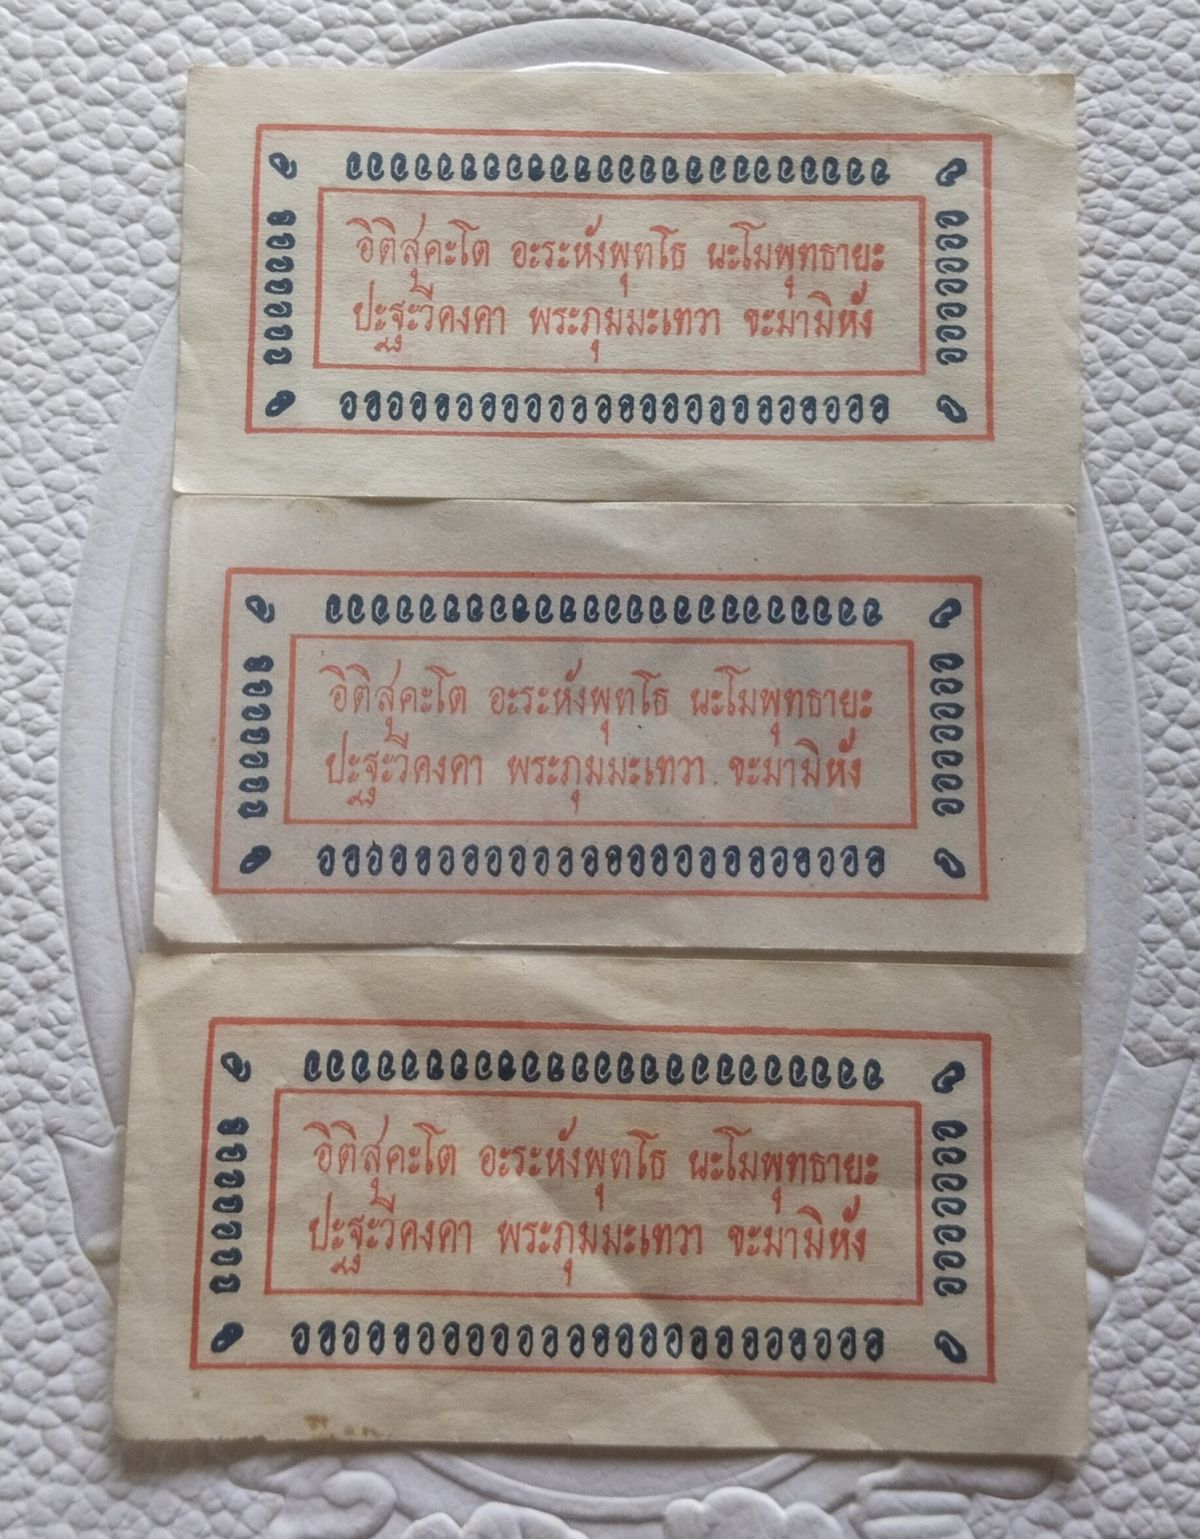 อิติสุคะโต อะระหังพุทโธ นะโมพุทธายะ
ปะฐะวีคงคา พระภุมมะเทวา ขะมามิหัง
อิติสุคะโต อะระหังพุทโธ นะโมพุทธายะ
ปะฐะวีคงคา พระภุมมะเทวา ขะมามิหัง
อิติสุคะโต อะระหังพุทโธ นะโมพุทธายะ
ปะฐะวีคงคา พระภุมมะเทวา ขะมามิหัง